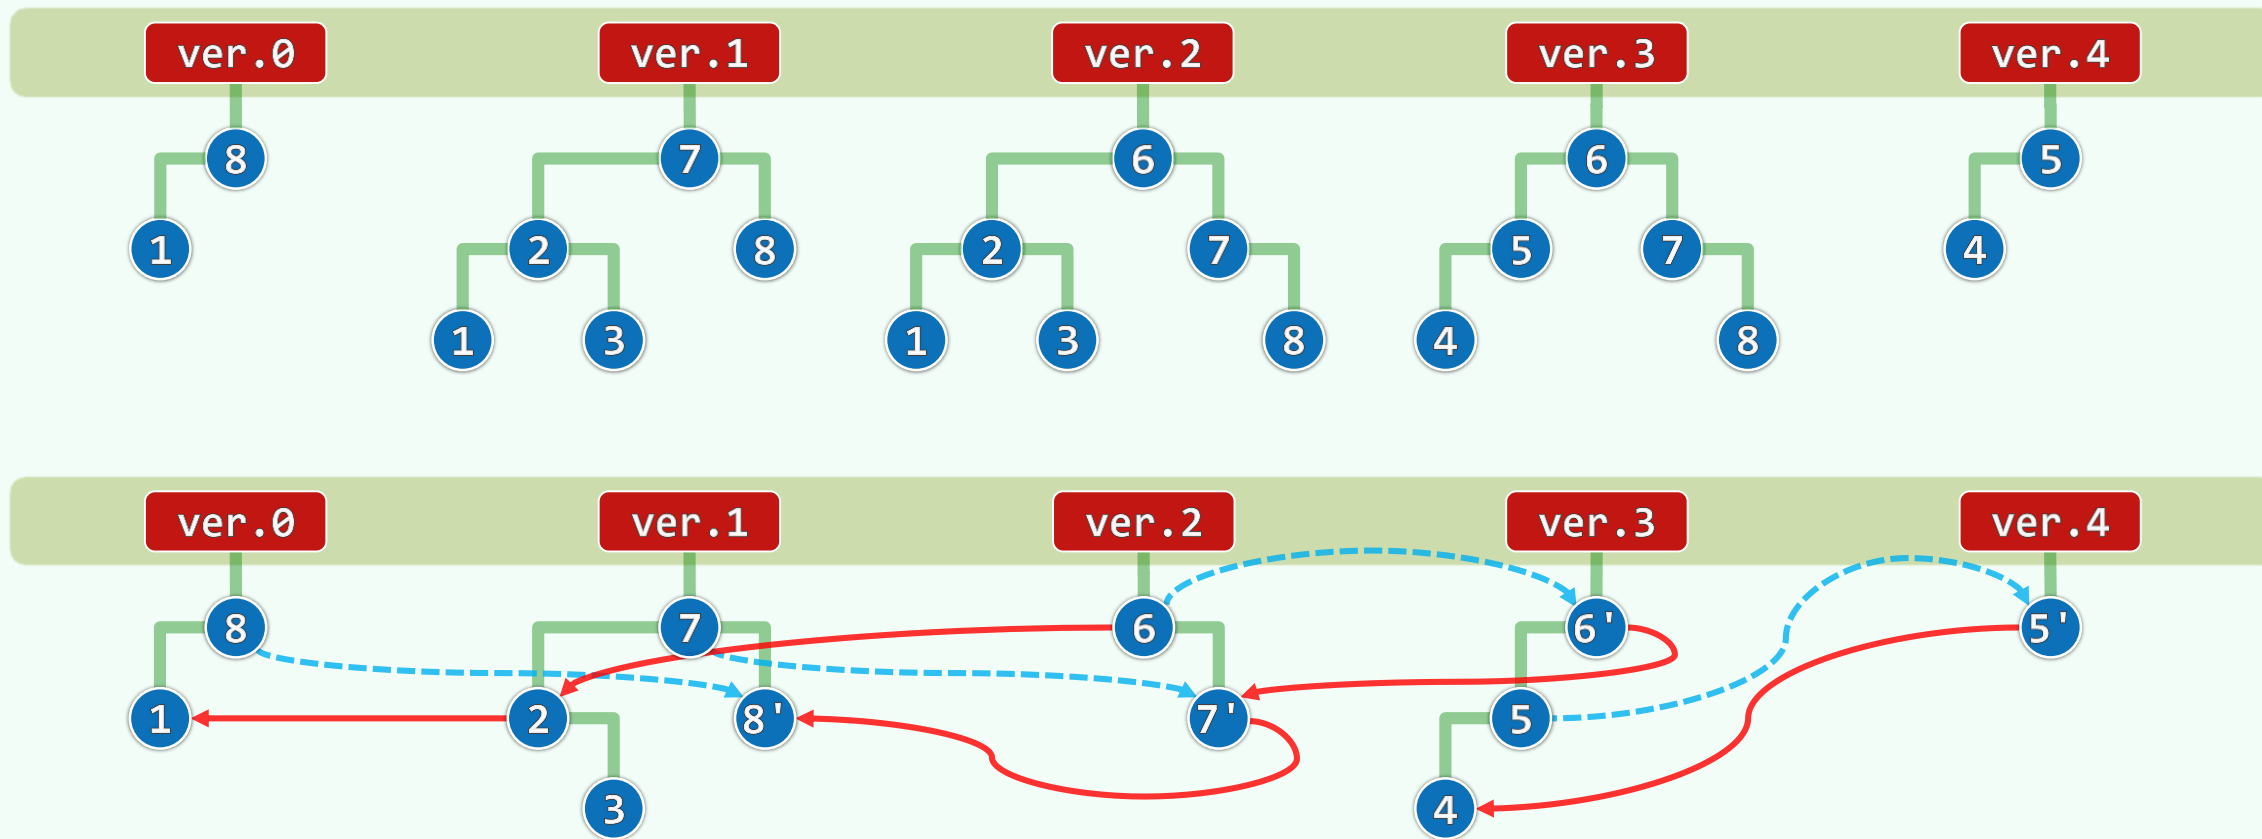 ver.0 ver.1 ver.2 ver.3 ver.4
8 7 6 6 5
1 2 8 2 7 5 7 4
1 3 1 3 8 4 8
ver.0 ver.1 ver.2 ver.3 ver.4
8 7 6 6' 5'
1 2 8' 7' 5
3 4